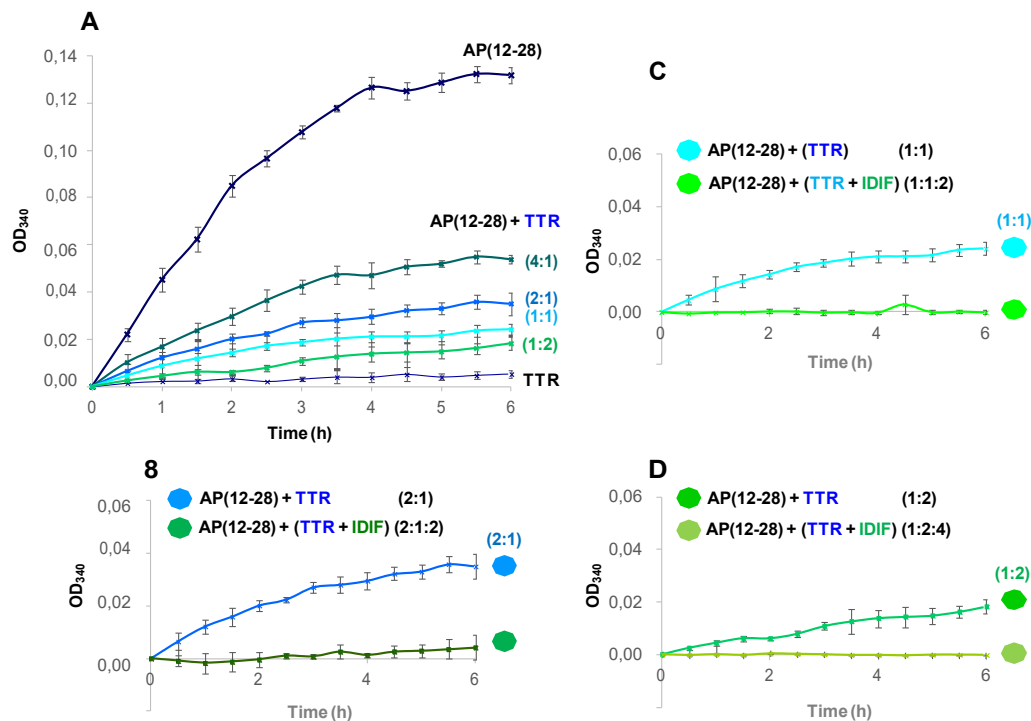 A
0,14
0,12
0,10
0,08
0,06
0,04
0,02
0,00
OD340
AP(12-28)
AP(12-28) + TTR
(4:1)
(2:1)
(1:1)
(1:2)
TTR
0 1 2 3 4 5 6
Time (h)
C
AP(12-28) + (TTR) (1:1)
AP(12-28) + (TTR + IDIF) (1:1:2)
0,06
0,04
0,02
0,00
OD340
(1:1)
0 2 4 6
Time (h)
8
AP(12-28) + TTR (2:1)
AP(12-28) + (TTR + IDIF) (2:1:2)
0,06
0,04
0,02
0,00
OD340
(2:1)
0 2 4 6
Time (h)
D
AP(12-28) + TTR (1:2)
AP(12-28) + (TTR + IDIF) (1:2:4)
0,06
0,04
0,02
0,00
OD340
(1:2)
0 2 4 6
Time (h)